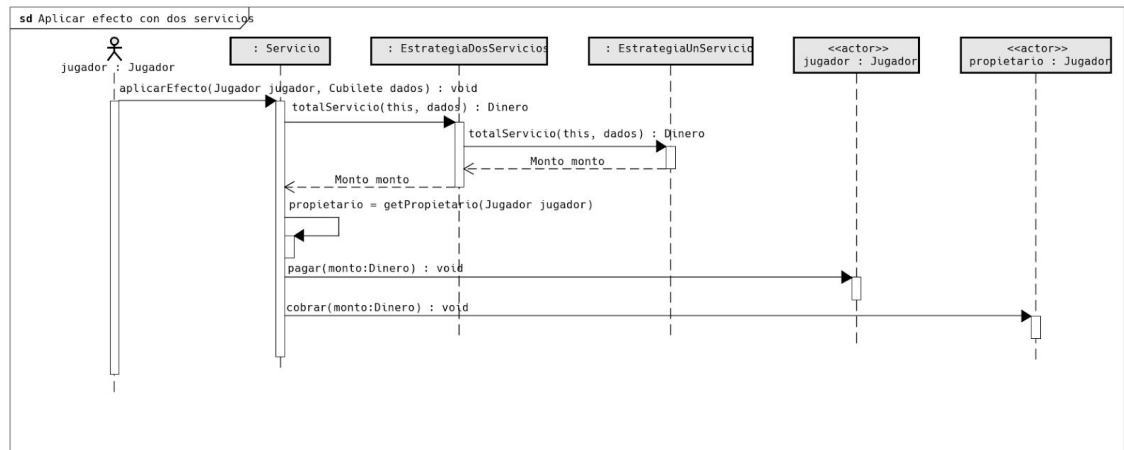 sd Aplicar efecto con dos servicios
jugador : Jugador
: Servicio
: EstrategiaDosServicios
: EstrategiaUnServicio
<<actor>>
jugador : Jugador
<<actor>>
propietario : Jugador
aplicarEfecto(Jugador jugador, Cubilete dados) : void
totalServicio(this, dados) : Dinero
totalServicio(this, dados) : Dinero
Monto monto
Monto monto
propietario = getPropietario(Jugador jugador)
pagar(monto:Dinero) : void
cobrar(monto:Dinero) : void